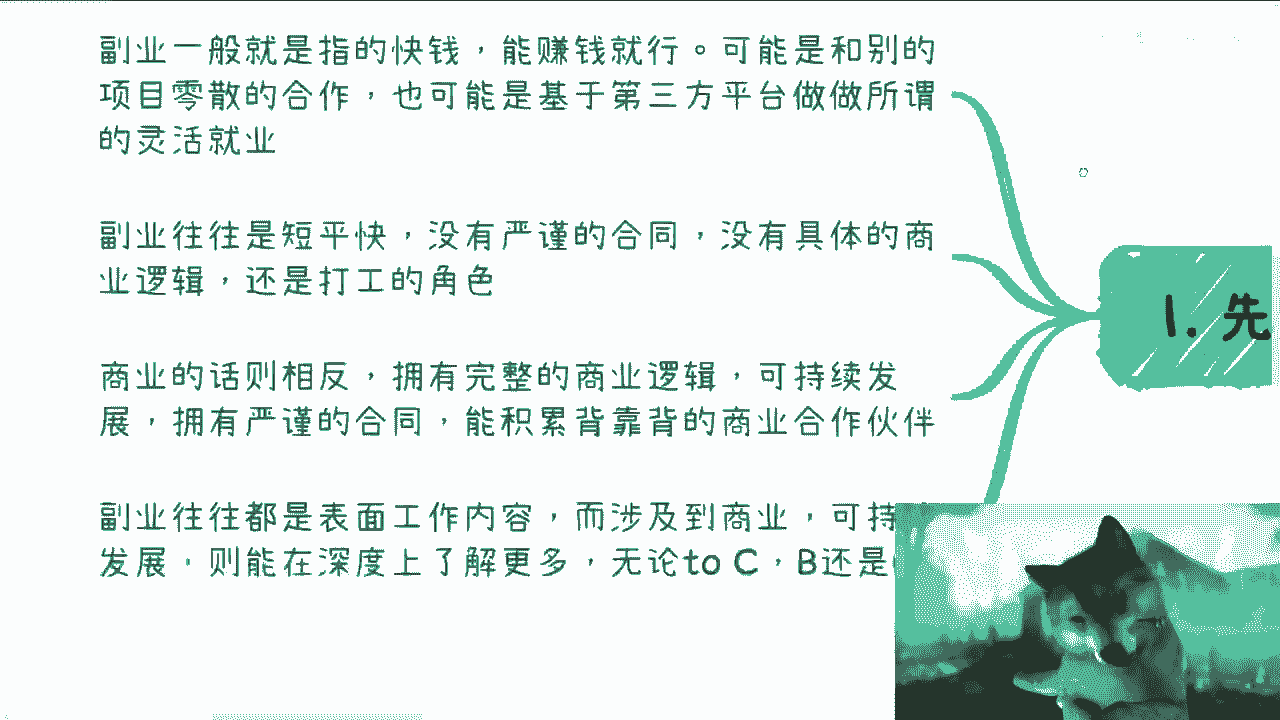 副业一般就是指的快钱，能赚钱就行。可能是和别的
项目零散的合作，也可能是基于第三方平台做做所谓
的灵活就业
副业往往是短平快，没有严谨的合同，没有具体的商
业逻辑，还是打工的角色
商业的话则相反，拥有完整的商业逻辑，可持续发
展，拥有严谨的合同，能积累背靠背的商业合作伙伴
副业往往都是表面工作内容，而涉及到商业，可持
发展，则能在深度上了解更多，无论to C，B还是
1. 先